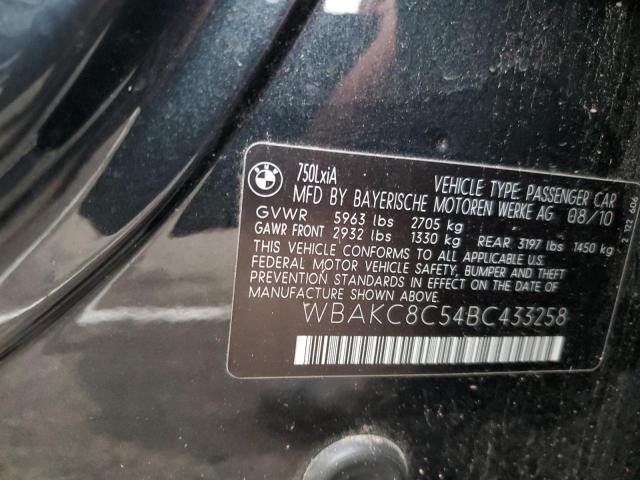 BMW
750LxiA
VEHICLE TYPE: PASSENGER CAR
MFD BY BAYERISCHE MOTOREN WERKE AG 08/10
GVWR 5963 lbs 2705 kg
GAWR FRONT 2932 lbs 1330 kg REAR 3197 lbs 1450 kg
THIS VEHICLE CONFORMS TO ALL APPLICABLE U.S.
FEDERAL MOTOR VEHICLE SAFETY, BUMPER AND THEFT
PREVENTION STANDARDS IN EFFECT ON THE DATE OF
MANUFACTURE SHOWN ABOVE.
WBAKC8C54BC433258